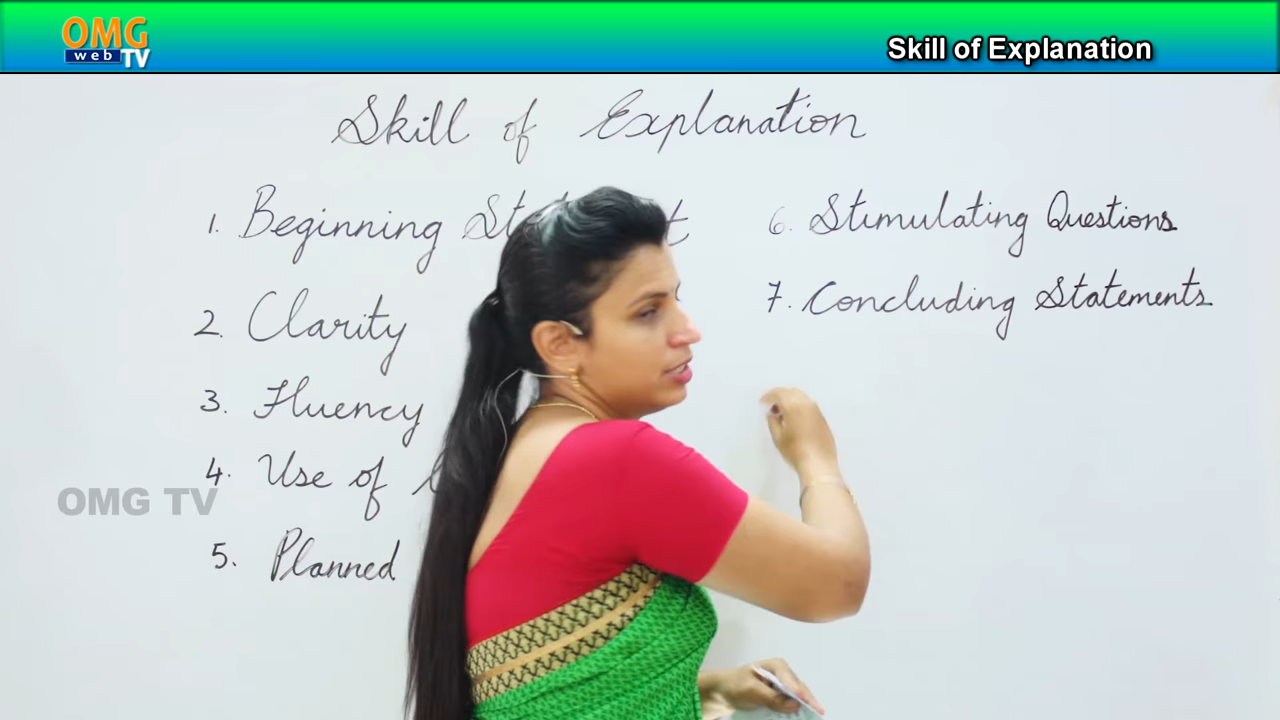 OMG
web TV
Skill of Explanation
Skill of Explanation
1. Beginning
2. Clarity
3. Fluency
4. Use of
5. Planned
6. Stimulating Questions
7. Concluding Statements
OMG TV